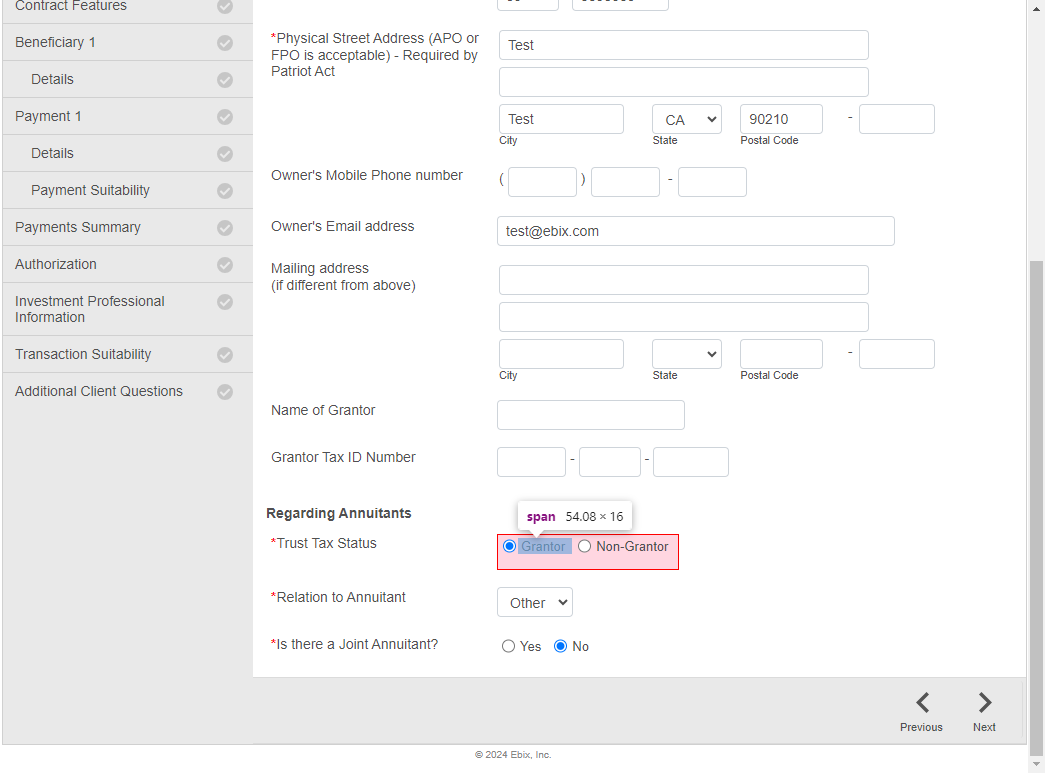 Contract Features
Beneficiary 1
Details
Payment 1
Details
Payment Suitability
Payments Summary
Authorization
Investment Professional
Information
Transaction Suitability
Additional Client Questions
*Physical Street Address (APO or
FPO is acceptable) - Required by
Patriot Act
Test
Test
CA
90210
-
City
State
Postal Code
Owner's Mobile Phone number
( ) -
Owner's Email address
test@ebix.com
Mailing address
(if different from above)
-
City
State
Postal Code
Name of Grantor
Grantor Tax ID Number
- -
Regarding Annuitants
span 54.08 × 16
*Trust Tax Status
Grantor
Non-Grantor
*Relation to Annuitant
Other
*Is there a Joint Annuitant?
Yes
No
Previous
Next
© 2024 Ebix, Inc.